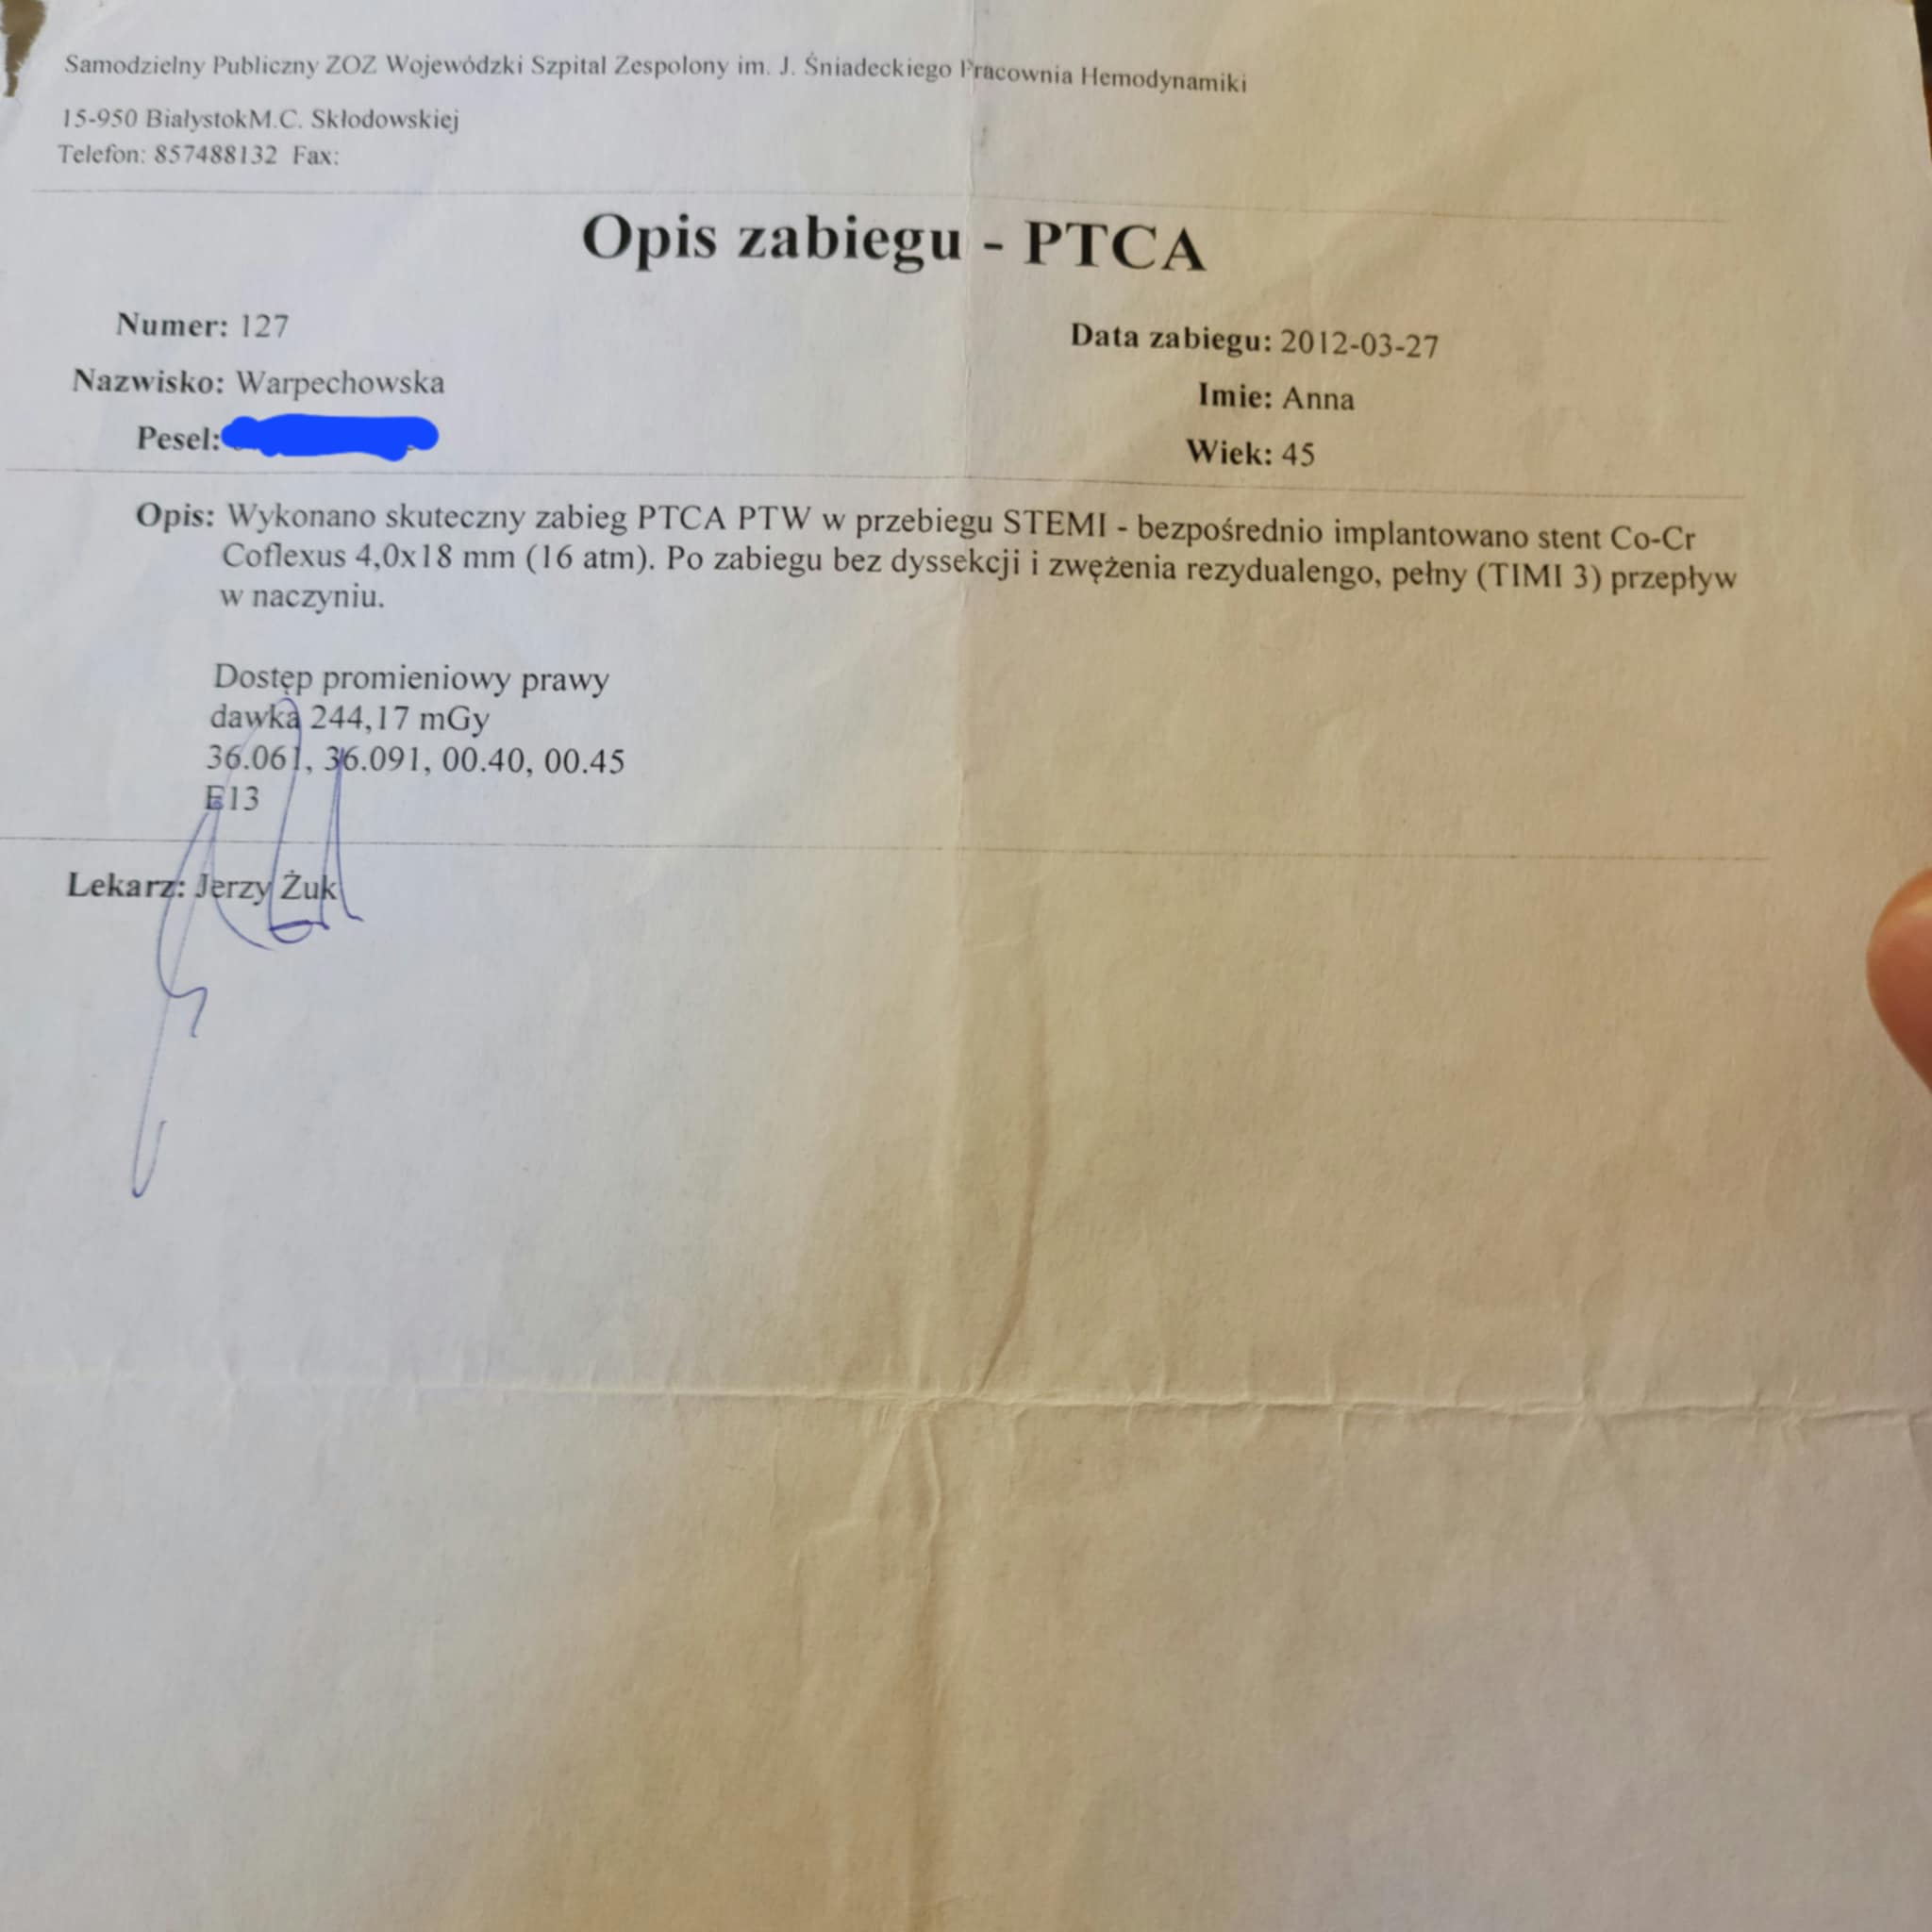 Samodzielny Publiczny ZOZ Wojewódzki Szpital Zespolony im. J. Śniadeckiego Pracownia Hemodynamiki
15-950 BiałystokM.C. Skłodowskiej
Telefon: 857488132 Fax:
Opis zabiegu - PTCA
Numer: 127
Data zabiegu: 2012-03-27
Nazwisko: Warpechowska
Imie: Anna
Pesel:
Wiek: 45
Opis: Wykonano skuteczny zabieg PTCA PTW w przebiegu STEMI - bezpośrednio implantowano stent Co-Cr
Coflexus 4,0x18 mm (16 atm). Po zabiegu bez dyssekcji i zwężenia rezydualengo, pełny (TIMI 3) przepływ
w naczyniu.
Dostęp promieniowy prawy
dawka 244,17 mGy
36.061, 36.091, 00.40, 00.45
E13
Lekarz: Jerzy Żuk